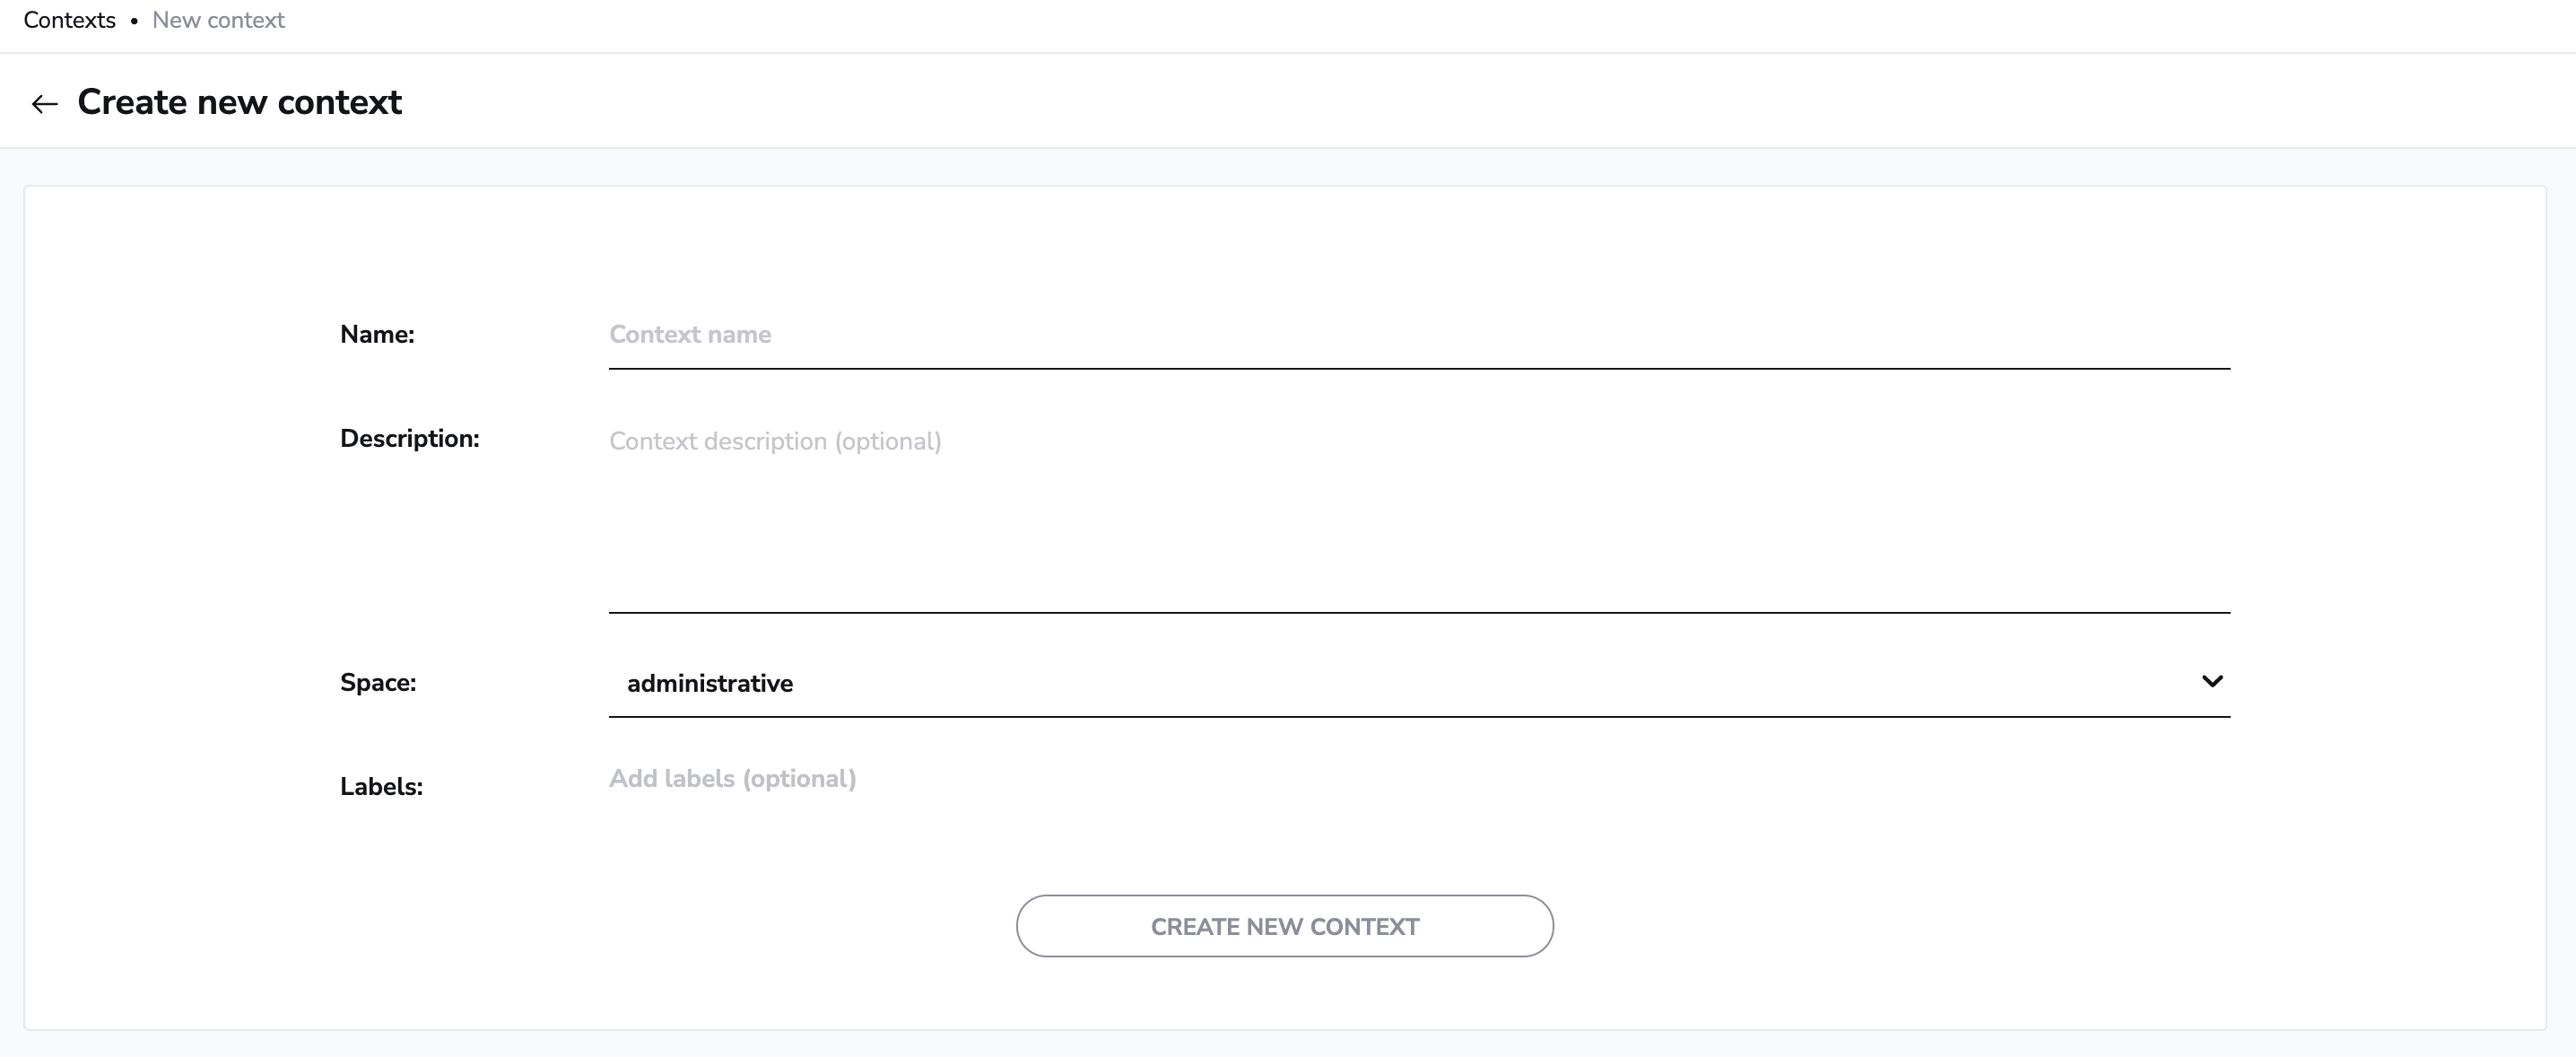 Contexts • New context
Create new context
Name: Context name
Description: Context description (optional)
Space: administrative
Labels: Add labels (optional)
CREATE NEW CONTEXT